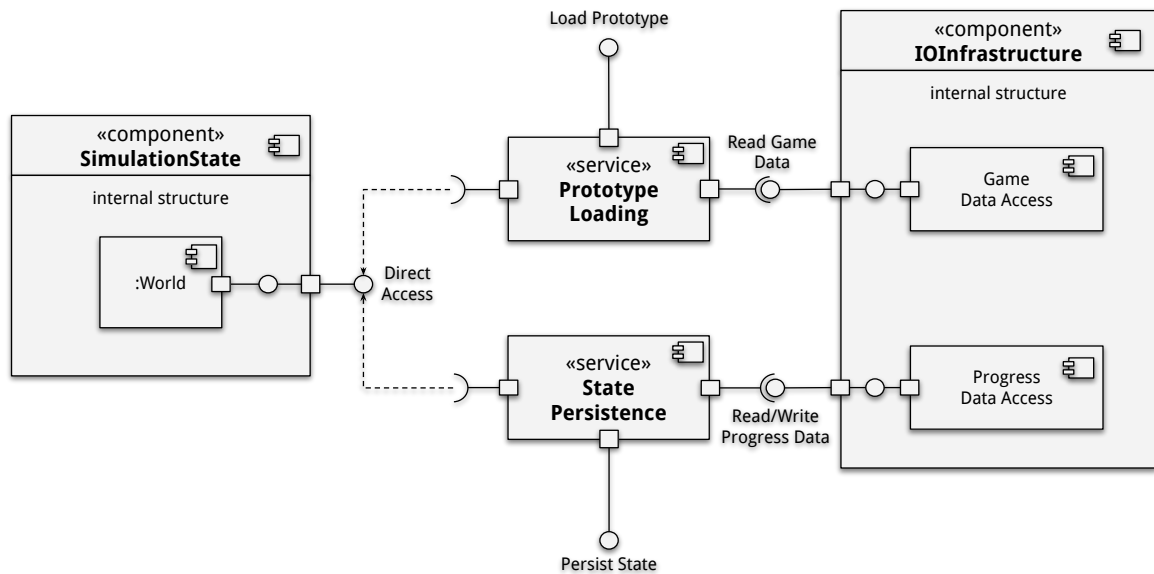 Load Prototype
«component»
IOInfrastructure
internal structure
«component»
SimulationState
internal structure
:World
Direct
Access
«service»
Prototype
Loading
Read Game
Data
Game
Data Access
«service»
State
Persistence
Read/Write
Progress Data
Progress
Data Access
Persist State